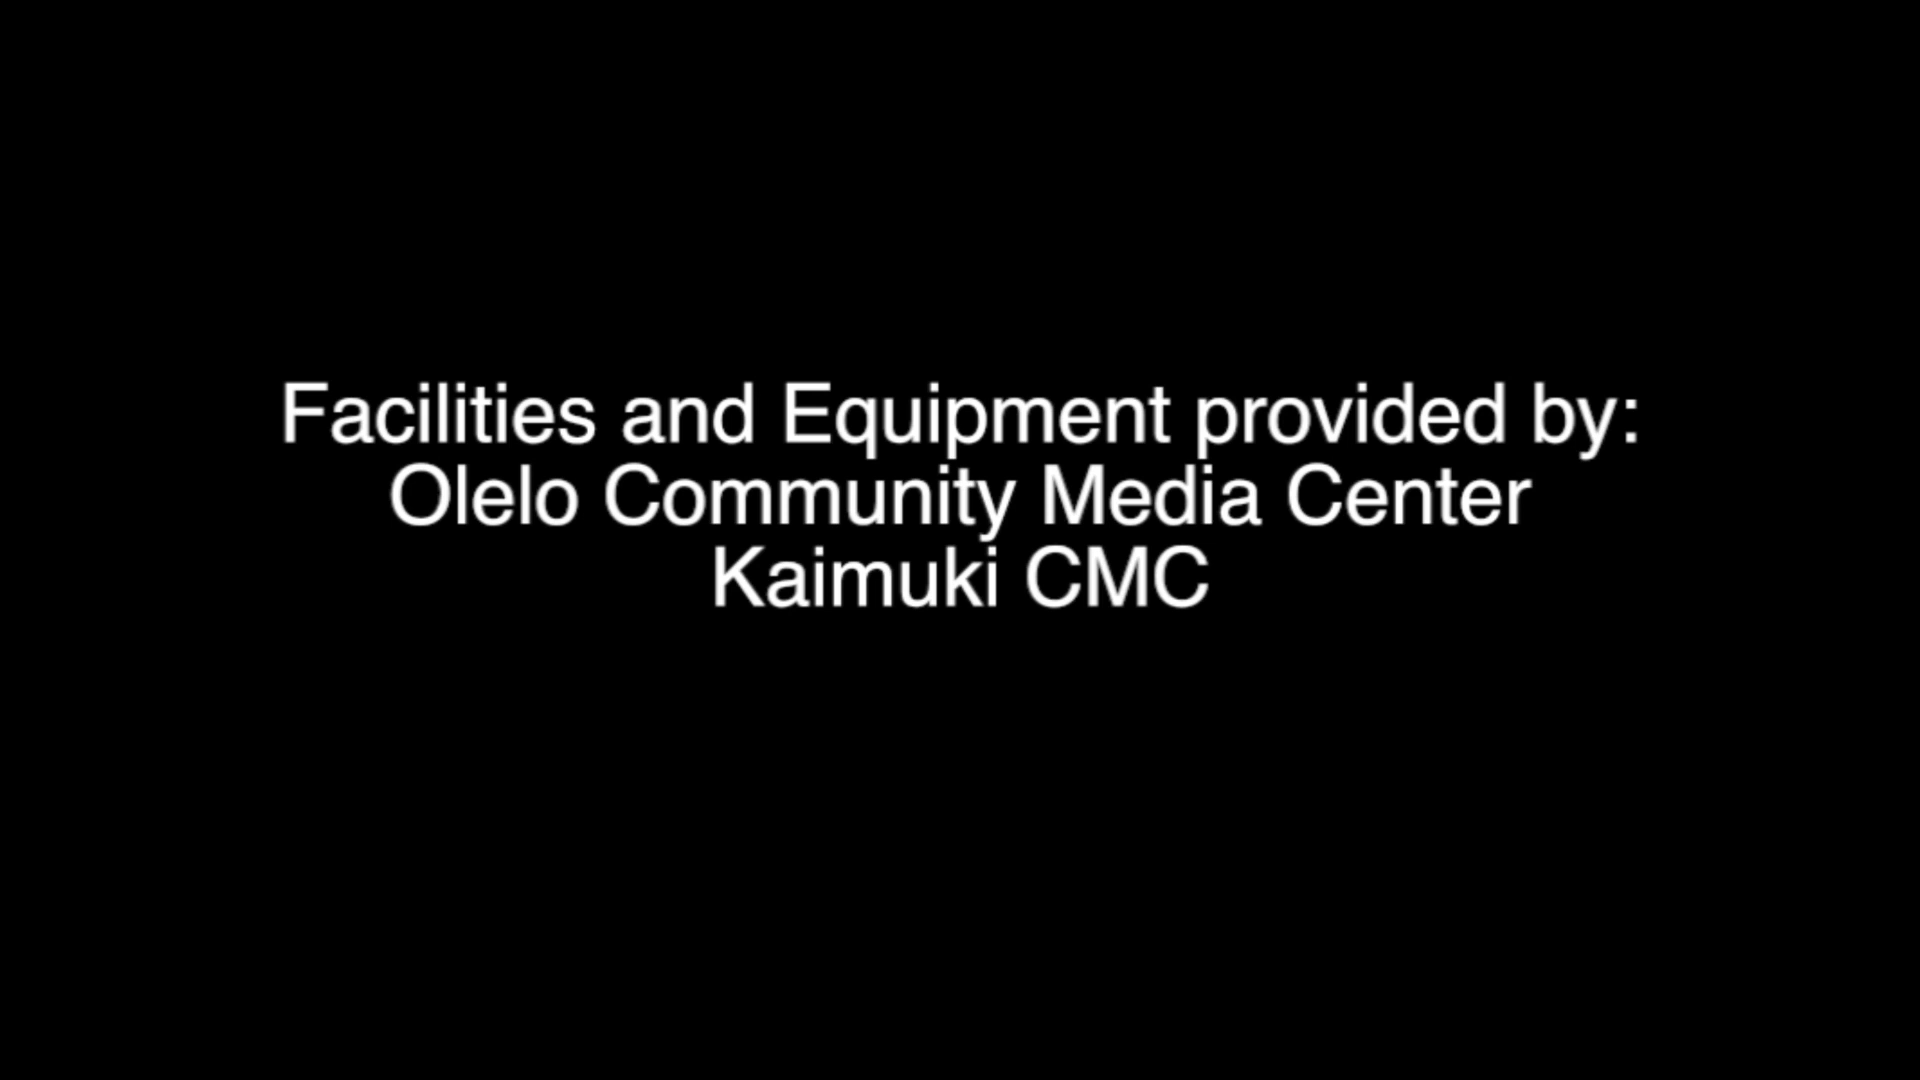 Facilities and Equipment provided by:
Olelo Community Media Center
Kaimuki CMC